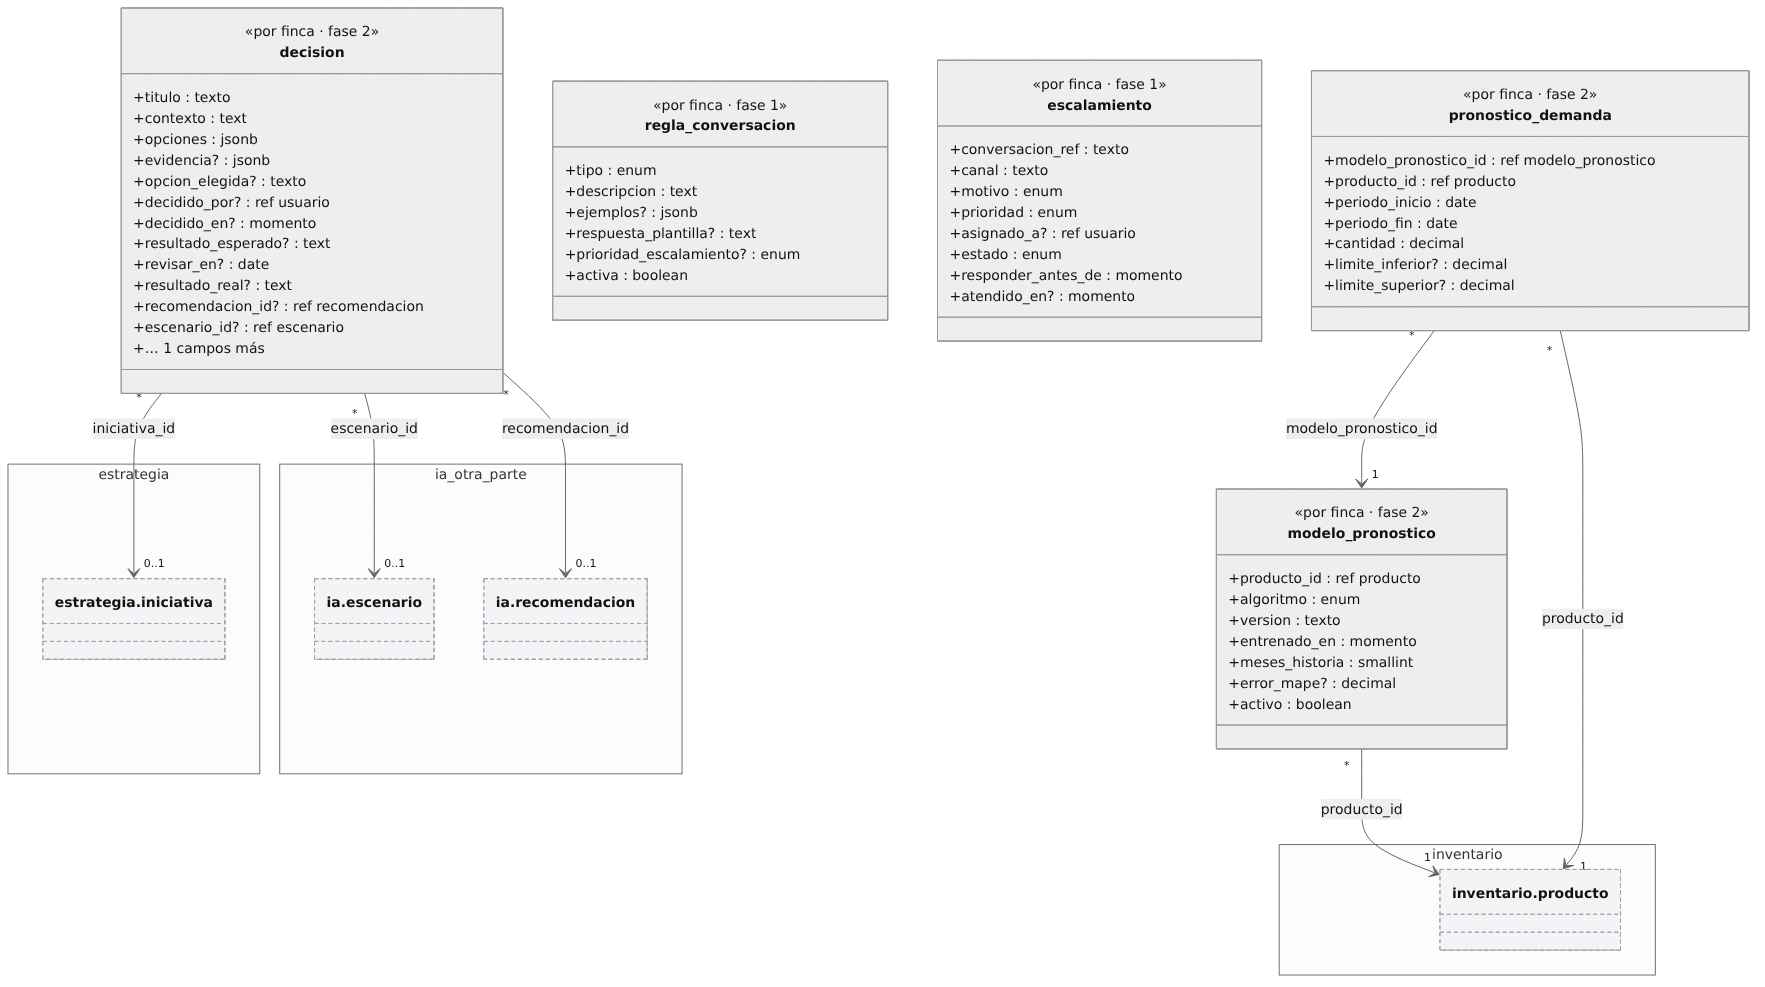 «por finca · fase 2»
decision
+titulo : texto
+contexto : text
+opciones : jsonb
+evidencia? : jsonb
+opcion_elegida? : texto
+decidido_por? : ref usuario
+decidido_en? : momento
+resultado_esperado? : text
+revisar_en? : date
+resultado_real? : text
+recomendacion_id? : ref recomendacion
+escenario_id? : ref escenario
+... 1 campos más
«por finca · fase 1»
regla_conversacion
+tipo : enum
+descripcion : text
+ejemplos? : jsonb
+respuesta_plantilla? : text
+prioridad_escalamiento? : enum
+activa : boolean
«por finca · fase 1»
escalamiento
+conversacion_ref : texto
+canal : texto
+motivo : enum
+prioridad : enum
+asignado_a? : ref usuario
+estado : enum
+responder_antes_de : momento
+atendido_en? : momento
«por finca · fase 2»
pronostico_demanda
+modelo_pronostico_id : ref modelo_pronostico
+producto_id : ref producto
+periodo_inicio : date
+periodo_fin : date
+cantidad : decimal
+limite_inferior? : decimal
+limite_superior? : decimal
*
iniciativa_id
*
escenario_id
*
recomendacion_id
*
modelo_pronostico_id
1
*
producto_id
1
estrategia
0..1
estrategia.iniciativa
ia_otra_parte
0..1
ia.escenario
0..1
ia.recomendacion
«por finca · fase 2»
modelo_pronostico
+producto_id : ref producto
+algoritmo : enum
+version : texto
+entrenado_en : momento
+meses_historia : smallint
+error_mape? : decimal
+activo : boolean
*
producto_id
1
inventario
inventario.producto